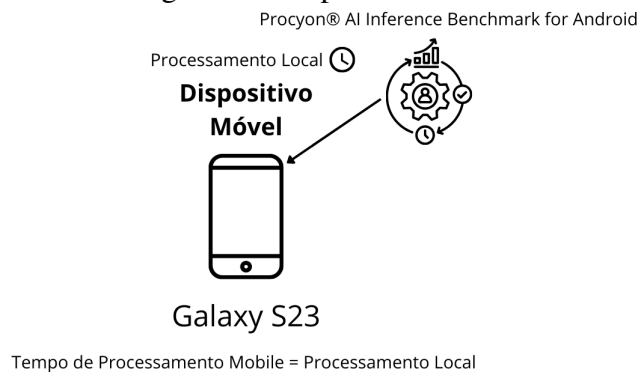 Procyon® AI Inference Benchmark for Android
Processamento Local
Dispositivo
Móvel
Galaxy S23
Tempo de Processamento Mobile = Processamento Local